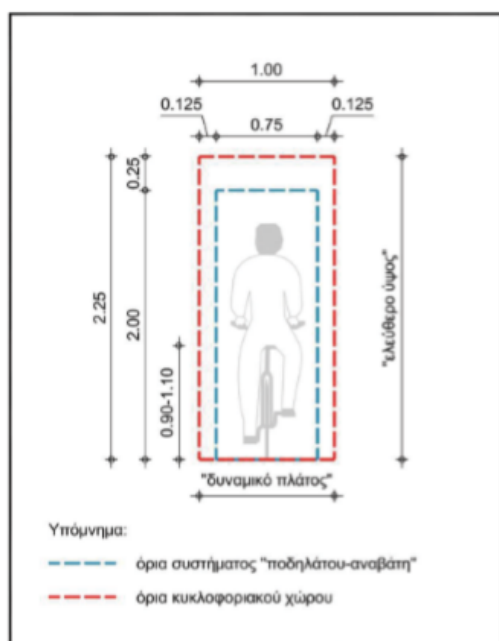 1.00
0.125
0.125
0.75
0.25
2.25
2.00
0.90-1.10
"ελεύθερο ύψος"
"δυναμικό πλάτος"
Υπόμνημα:
όρια συστήματος "ποδηλάτου-αναβάτη"
όρια κυκλοφοριακού χώρου